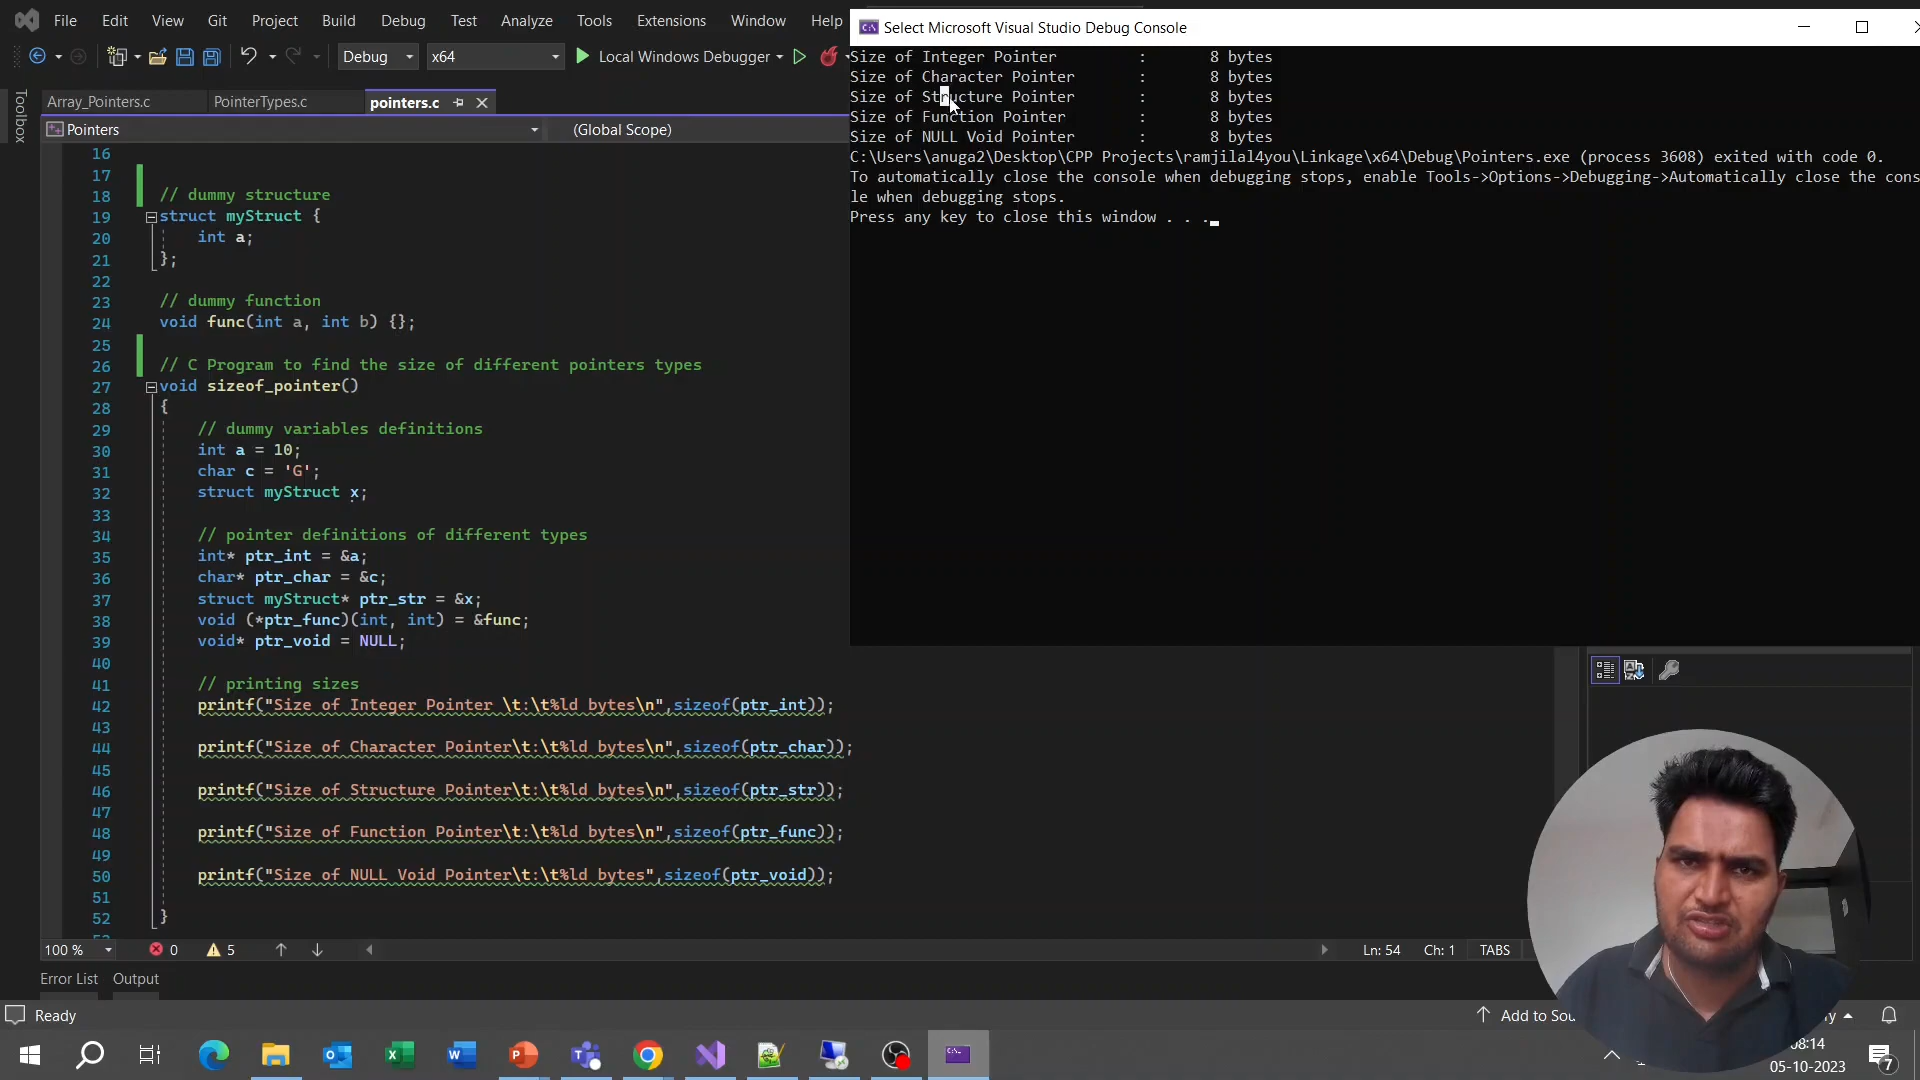 File Edit View Git Project Build Debug Test Analyze Tools Extensions Window Help
Debug x64 Local Windows Debugger
Toolbox
Array_Pointers.c PointerTypes.c pointers.c
Pointers (Global Scope)
16
17
18 // dummy structure
19 struct myStruct {
20 int a;
21 };
22
23 // dummy function
24 void func(int a, int b) {};
25
26 // C Program to find the size of different pointers types
27 void sizeof_pointer()
28 {
29 // dummy variables definitions
30 int a = 10;
31 char c = 'G';
32 struct myStruct x;
33
34 // pointer definitions of different types
35 int* ptr_int = &a;
36 char* ptr_char = &c;
37 struct myStruct* ptr_str = &x;
38 void (*ptr_func)(int, int) = &func;
39 void* ptr_void = NULL;
40
41 // printing sizes
42 printf("Size of Integer Pointer \t:\t%ld bytes\n",sizeof(ptr_int));
43
44 printf("Size of Character Pointer\t:\t%ld bytes\n",sizeof(ptr_char));
45
46 printf("Size of Structure Pointer\t:\t%ld bytes\n",sizeof(ptr_str));
47
48 printf("Size of Function Pointer\t:\t%ld bytes\n",sizeof(ptr_func));
49
50 printf("Size of NULL Void Pointer\t:\t%ld bytes",sizeof(ptr_void));
51
52 }
100 % 0 5 Ln: 54 Ch: 1 TABS
Error List Output
Ready
Select Microsoft Visual Studio Debug Console
Size of Integer Pointer : 8 bytes
Size of Character Pointer : 8 bytes
Size of Structure Pointer : 8 bytes
Size of Function Pointer : 8 bytes
Size of NULL Void Pointer : 8 bytes
C:\Users\anuga2\Desktop\CPP Projects\ramjilal4you\Linkage\x64\Debug\Pointers.exe (process 3608) exited with code 0.
To automatically close the console when debugging stops, enable Tools->Options->Debugging->Automatically close the cons
le when debugging stops.
Press any key to close this window . . .
Add to Sou
08:14
05-10-2023
7